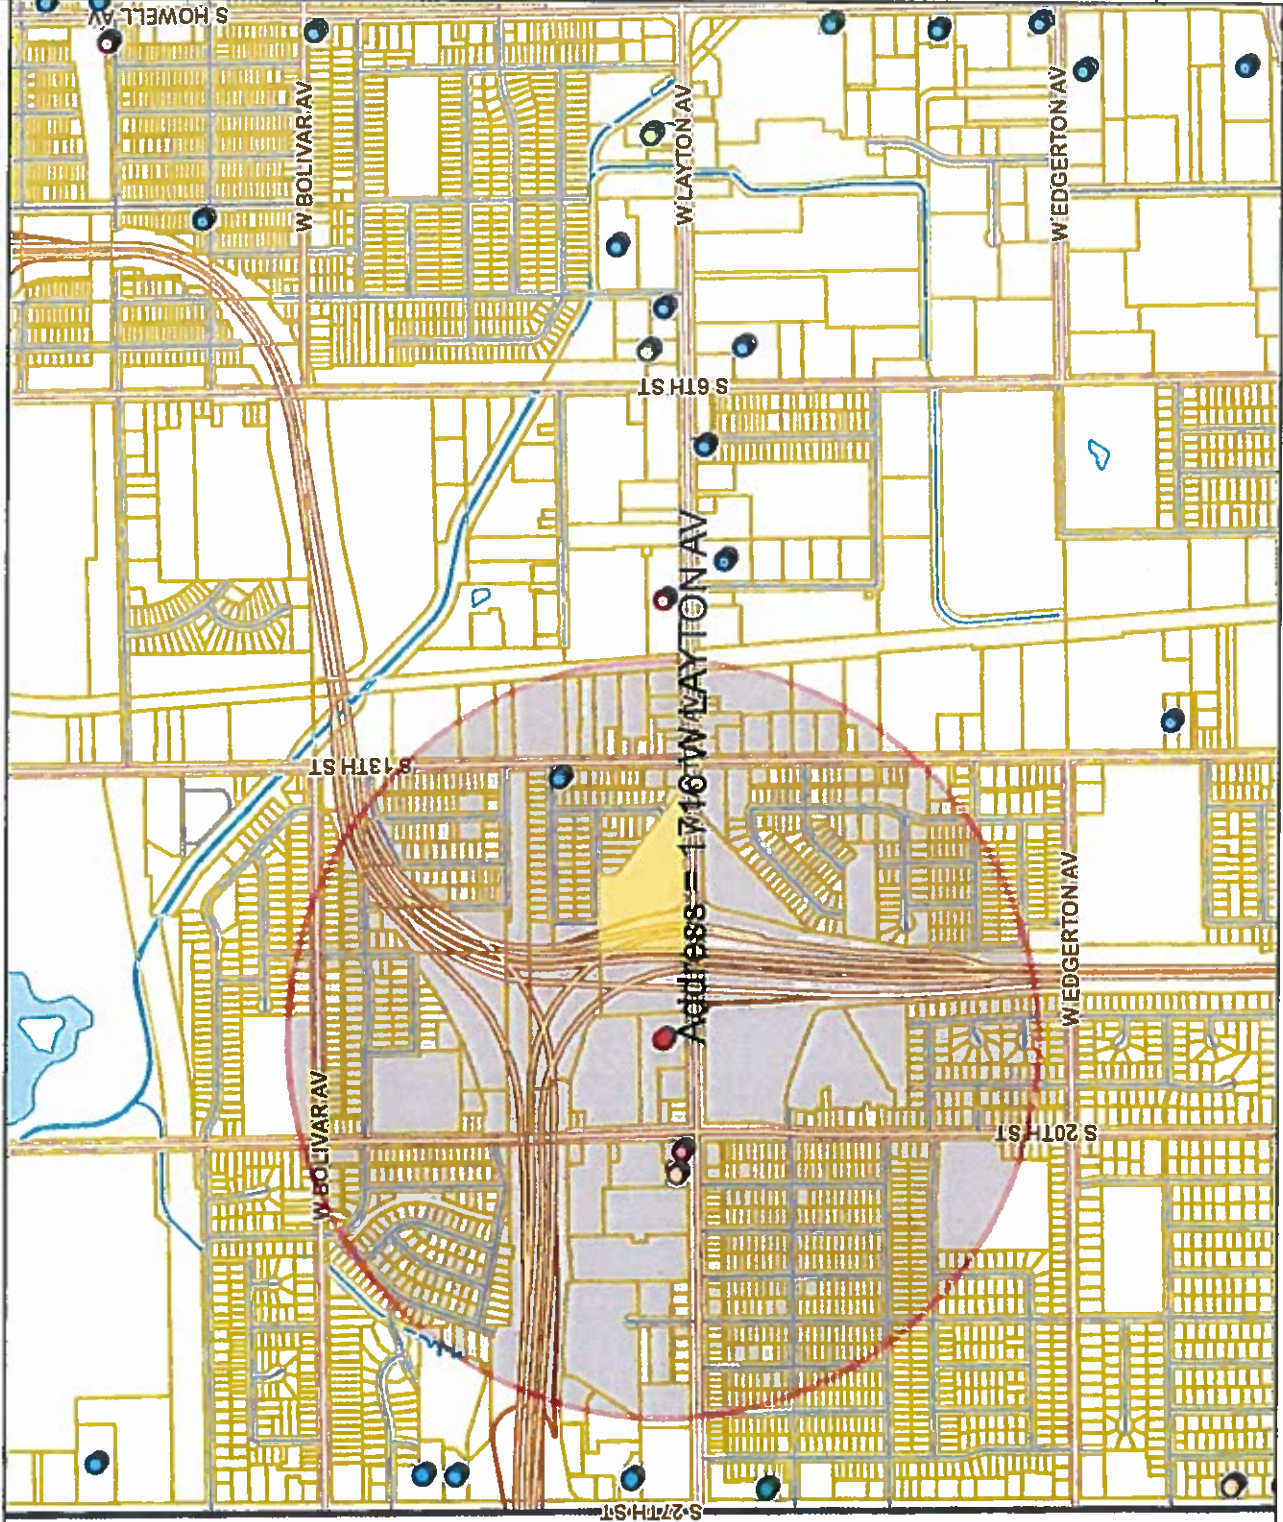 S HOWELL AV
W BOLIVAR AV
W LAYTON AV
W EDGERTON AV
S 6TH ST
S 13TH ST
Address = 1716 W LAYTON AV
W EDGERTON AV
W BOLIVAR AV
S 20TH ST
S 27TH ST